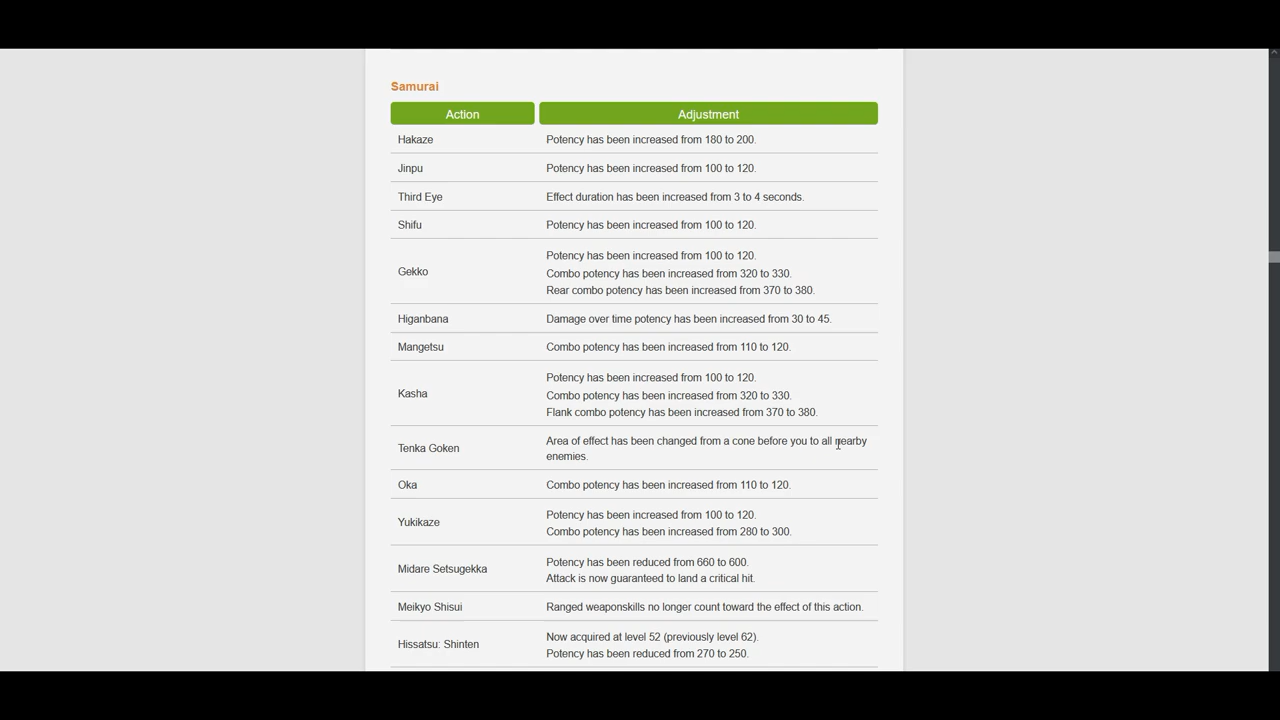 Samurai
Action Adjustment
Hakaze Potency has been increased from 180 to 200.
Jinpu Potency has been increased from 100 to 120.
Third Eye Effect duration has been increased from 3 to 4 seconds.
Shifu Potency has been increased from 100 to 120.
Gekko
Potency has been increased from 100 to 120.
Combo potency has been increased from 320 to 330.
Rear combo potency has been increased from 370 to 380.
Higanbana Damage over time potency has been increased from 30 to 45.
Mangetsu Combo potency has been increased from 110 to 120.
Kasha
Potency has been increased from 100 to 120.
Combo potency has been increased from 320 to 330.
Flank combo potency has been increased from 370 to 380.
Tenka Goken
Area of effect has been changed from a cone before you to all nearby
enemies.
Oka Combo potency has been increased from 110 to 120.
Yukikaze
Potency has been increased from 100 to 120.
Combo potency has been increased from 280 to 300.
Midare Setsugekka
Potency has been reduced from 660 to 600.
Attack is now guaranteed to land a critical hit.
Meikyo Shisui Ranged weaponskills no longer count toward the effect of this action.
Hissatsu: Shinten
Now acquired at level 52 (previously level 62).
Potency has been reduced from 270 to 250.